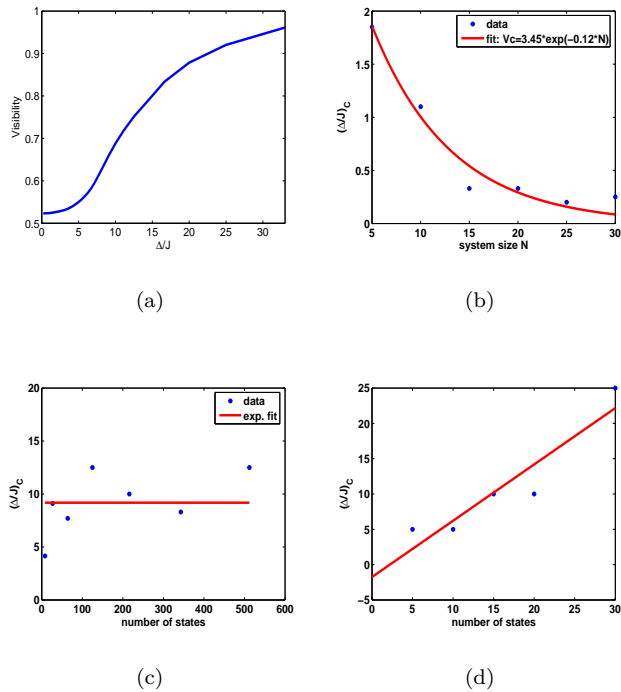 1
0.9
0.8
0.7
0.6
0.5
Visibility
0 5 10 15 20 25 30
Δ/J
(a)
2
1.5
1
0.5
0
(Δ/J)C
data
fit: Vc=3.45*exp(-0.12*N)
5 10 15 20 25 30
system size N
(b)
20
15
10
5
0
(Δ/J)C
data
exp. fit
0 100 200 300 400 500 600
number of states
(c)
25
20
15
10
5
0
−5
(Δ/J)C
0 5 10 15 20 25 30
number of states
(d)